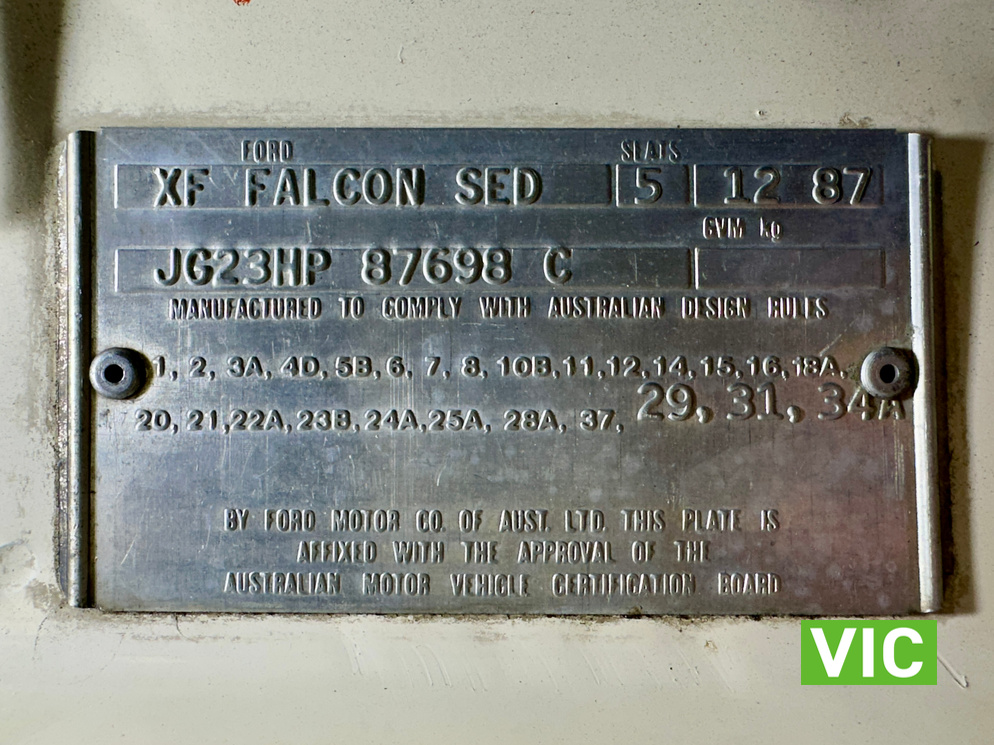 FORD SEATS
XF FALCON SED 5 12 87
GVM kg
JG23HP 87698 C
MANUFACTURED TO COMPLY WITH AUSTRALIAN DESIGN RULES
1, 2, 3A, 4D, 5B, 6, 7, 8, 10B, 11, 12, 14, 15, 16, 18A,
20, 21, 22A, 23B, 24A, 25A, 28A, 37, 29, 31, 34A
BY FORD MOTOR CO. OF AUST. LTD. THIS PLATE IS
AFFIXED WITH THE APPROVAL OF THE
AUSTRALIAN MOTOR VEHICLE CERTIFICATION BOARD
VIC